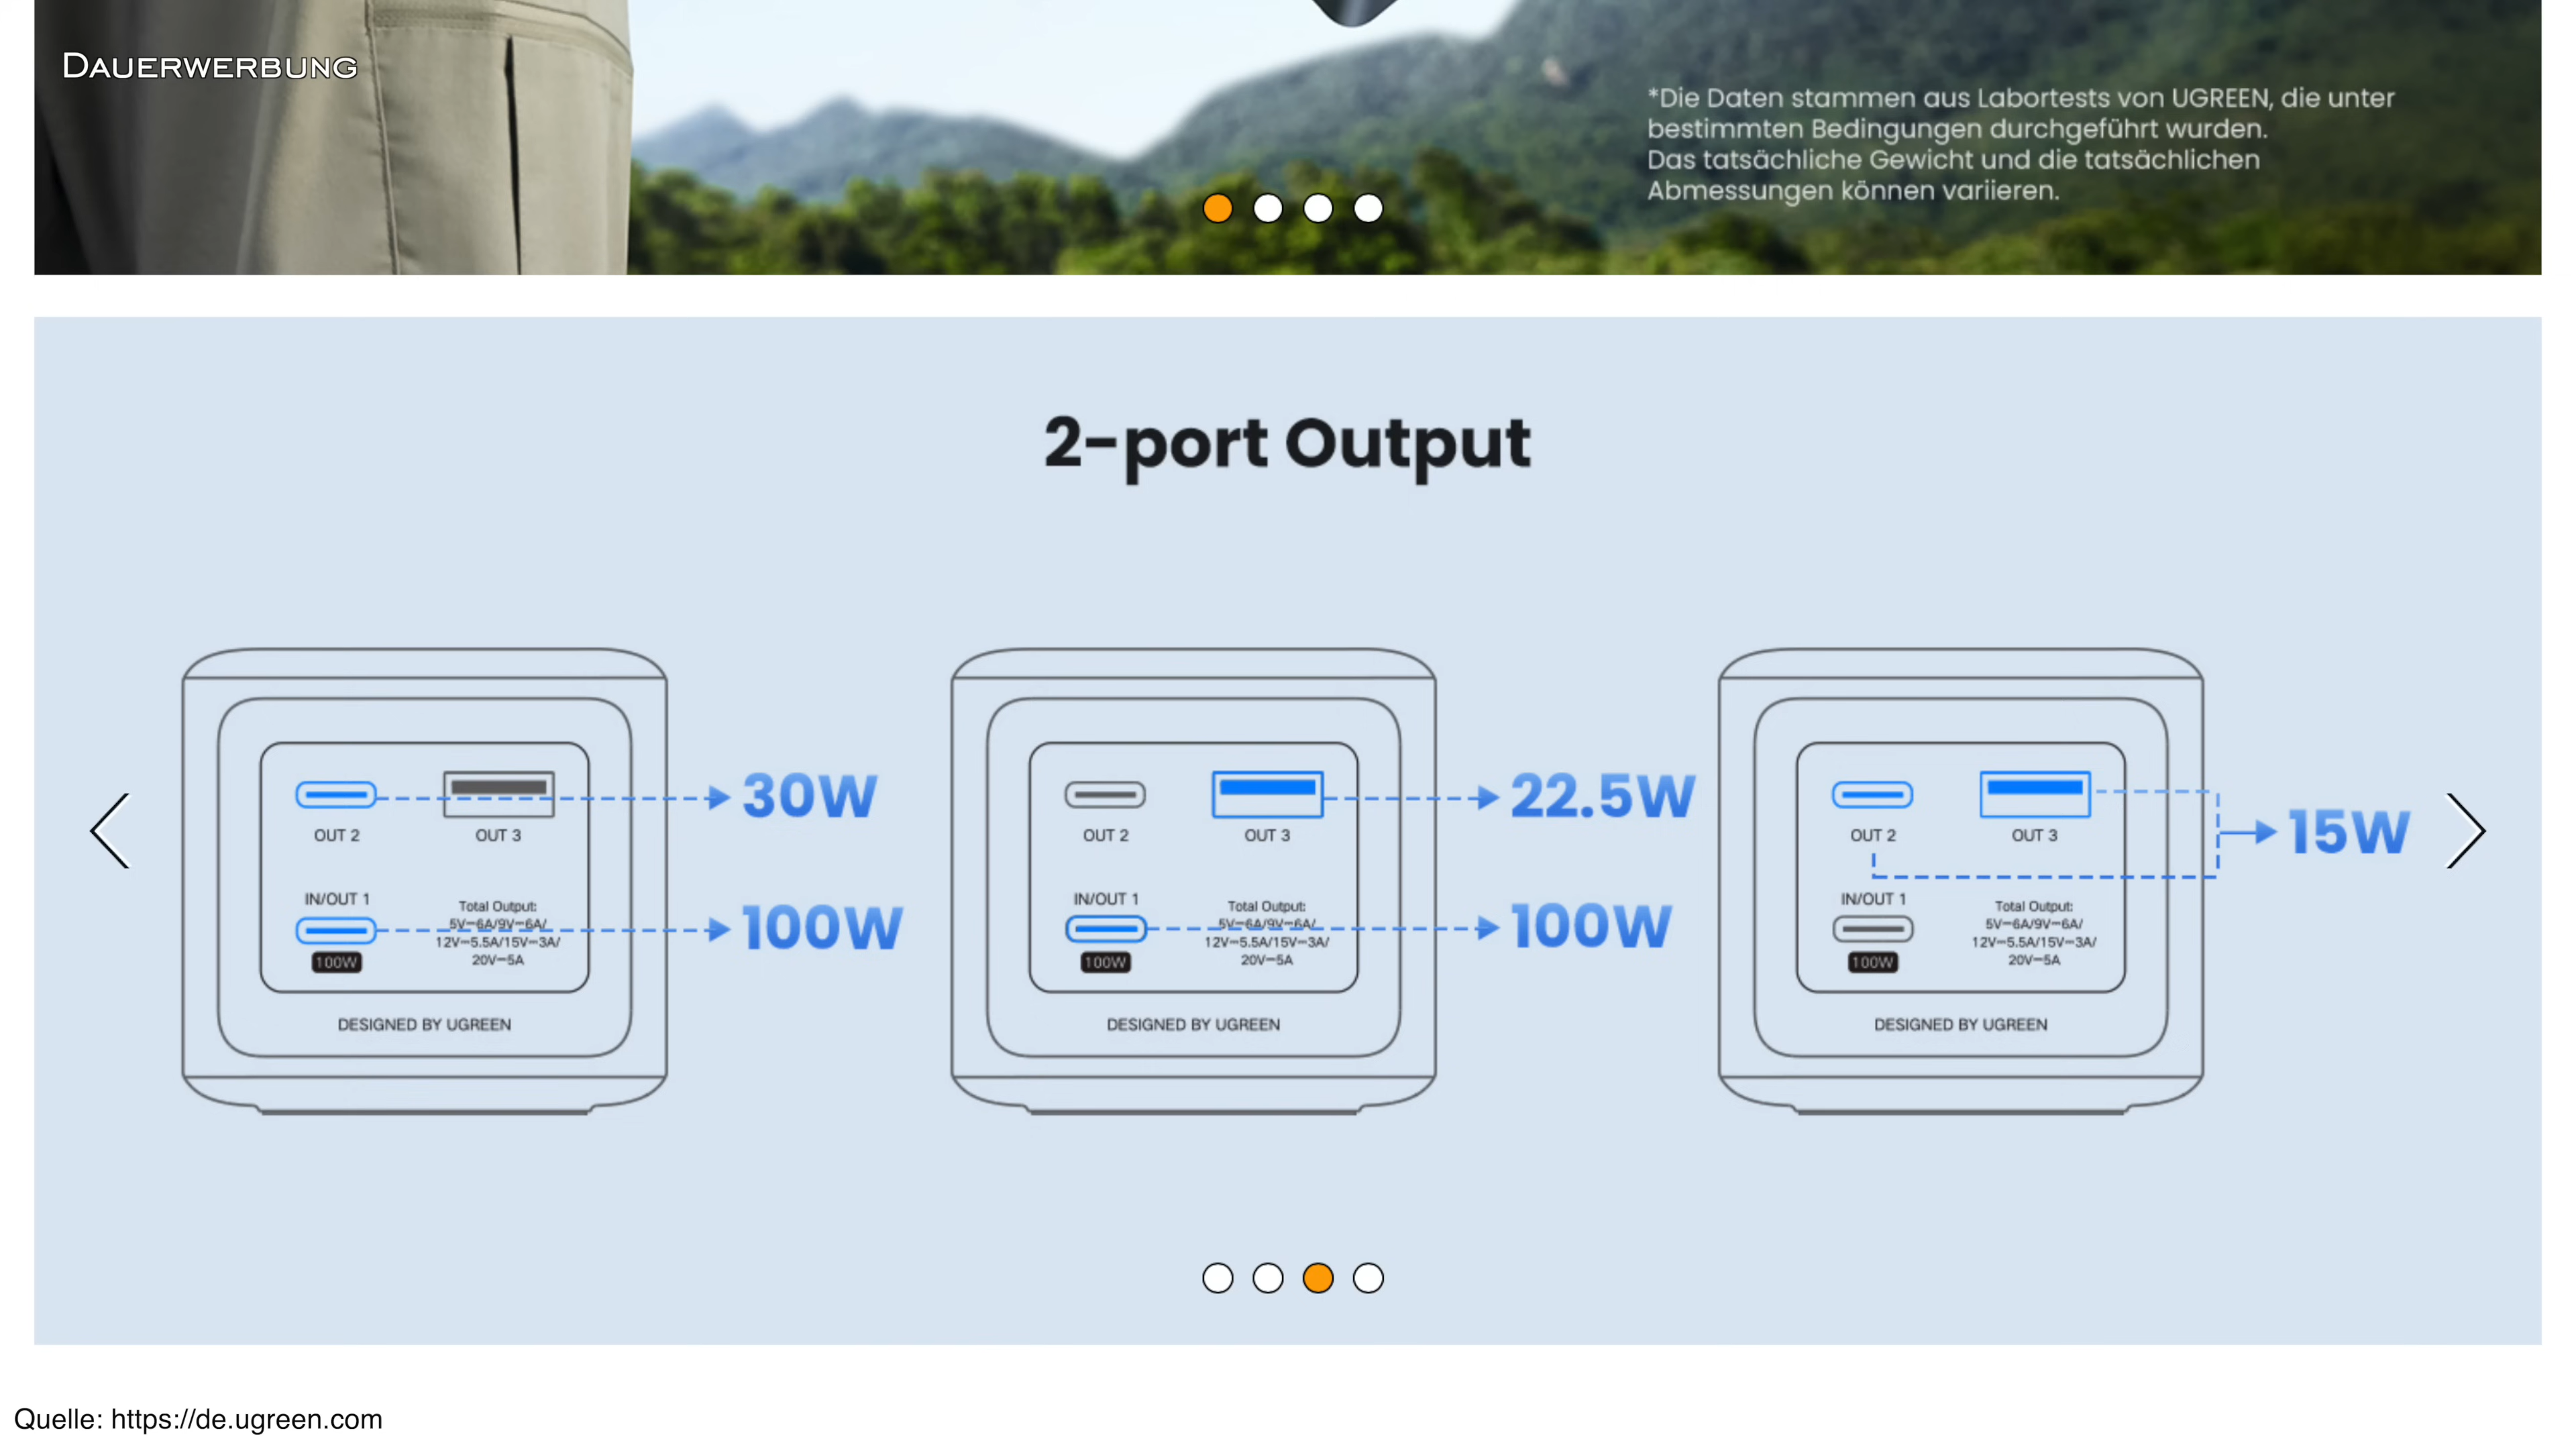 DAUERWERBUNG
*Die Daten stammen aus Labortests von UGREEN, die unter
bestimmten Bedingungen durchgeführt wurden.
Das tatsächliche Gewicht und die tatsächlichen
Abmessungen können variieren.
2-port Output
OUT 2
OUT 3
30W
IN/OUT 1
100W
Total Output:
5V⎓6A/9V⎓6A/
12V⎓5.5A/15V⎓3A/
20V⎓5A
100W
DESIGNED BY UGREEN
OUT 2
OUT 3
22.5W
IN/OUT 1
100W
Total Output:
5V⎓6A/9V⎓6A/
12V⎓5.5A/15V⎓3A/
20V⎓5A
100W
DESIGNED BY UGREEN
OUT 2
OUT 3
15W
IN/OUT 1
100W
Total Output:
5V⎓6A/9V⎓6A/
12V⎓5.5A/15V⎓3A/
20V⎓5A
DESIGNED BY UGREEN
Quelle: https://de.ugreen.com